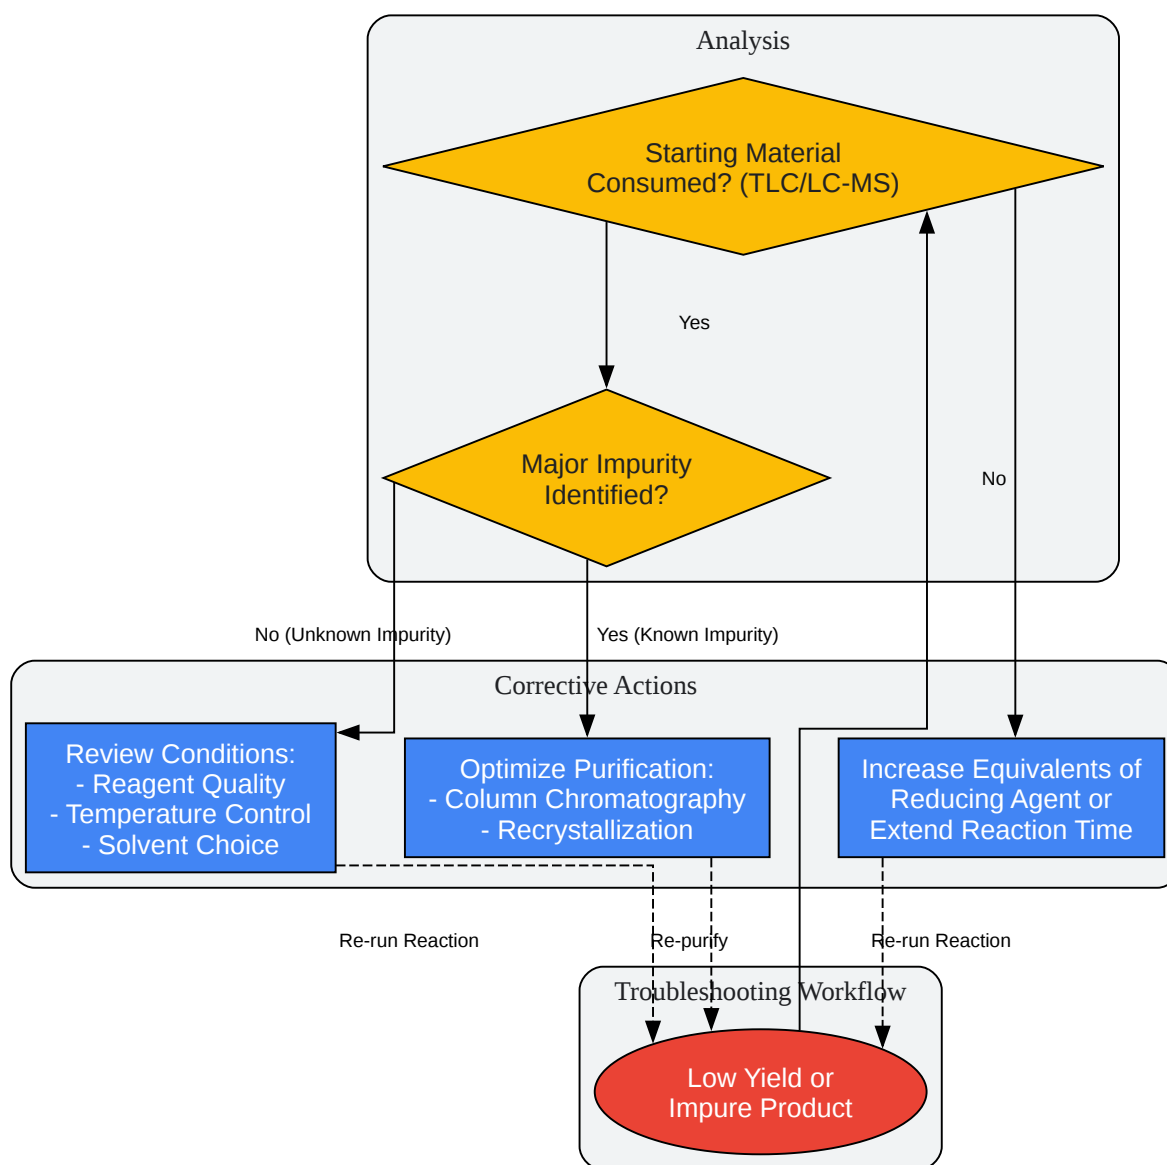 Analysis
Starting Material
Consumed? (TLC/LC-MS)
Yes
Major Impurity
Identified?
No
No (Unknown Impurity)
Yes (Known Impurity)
Corrective Actions
Review Conditions:
- Reagent Quality
- Temperature Control
- Solvent Choice
Optimize Purification:
- Column Chromatography
- Recrystallization
Increase Equivalents of
Reducing Agent or
Extend Reaction Time
Re-run Reaction
Re-purify
Re-run Reaction
Troubleshooting Workflow
Low Yield or
Impure Product